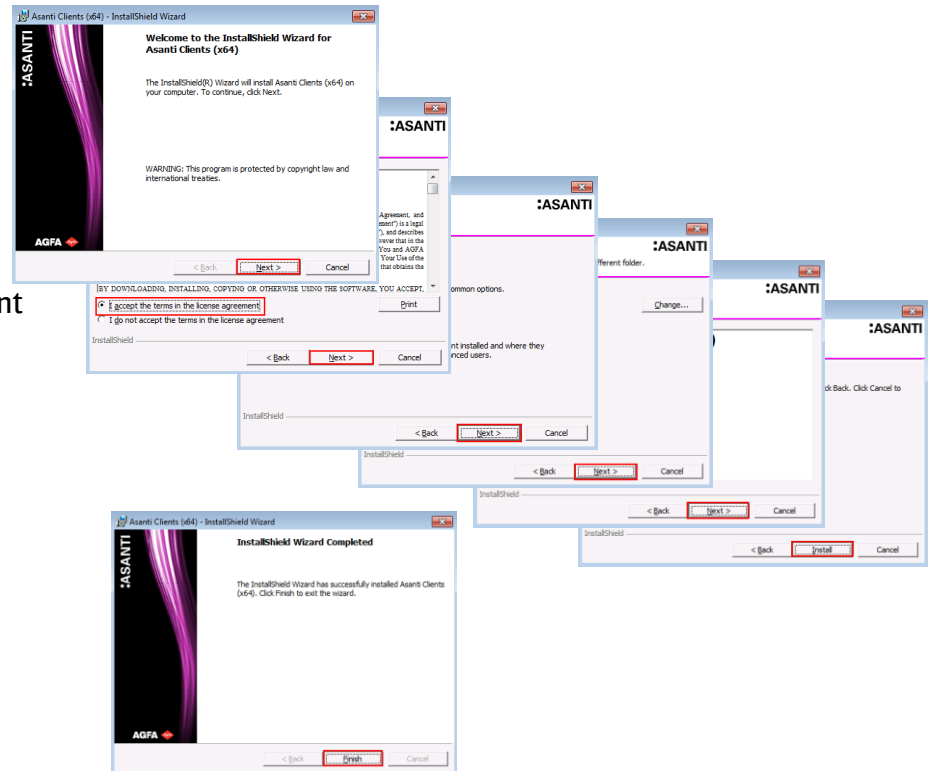 Asanti Clients (x64) - InstallShield Wizard
:ASANTI
Welcome to the InstallShield Wizard for
Asanti Clients (x64)
The InstallShield(R) Wizard will install Asanti Clients (x64) on
your computer. To continue, click Next.
WARNING: This program is protected by copyright law and
international treaties.
AGFA
< Back Next > Cancel
:ASANTI
Agreement, and
ement") is a legal
"), and describes
wever that in the
You and AGFA
Your Use of the
that obtains the
BY DOWNLOADING, INSTALLING, COPYING OR OTHERWISE USING THE SOFTWARE, YOU ACCEPT,
nt
I accept the terms in the license agreement
Print
I do not accept the terms in the license agreement
InstallShield
< Back Next > Cancel
:ASANTI
ommon options.
nt installed and where they
nced users.
InstallShield
< Back Next > Cancel
:ASANTI
fferent folder.
Change...
InstallShield
< Back Next > Cancel
:ASANTI
)
InstallShield
< Back Next > Cancel
:ASANTI
ck Back. Click Cancel to
InstallShield
< Back Install Cancel
Asanti Clients (x64) - InstallShield Wizard
:ASANTI
InstallShield Wizard Completed
The InstallShield Wizard has successfully installed Asanti Clients
(x64). Click Finish to exit the wizard.
AGFA
< Back Finish Cancel